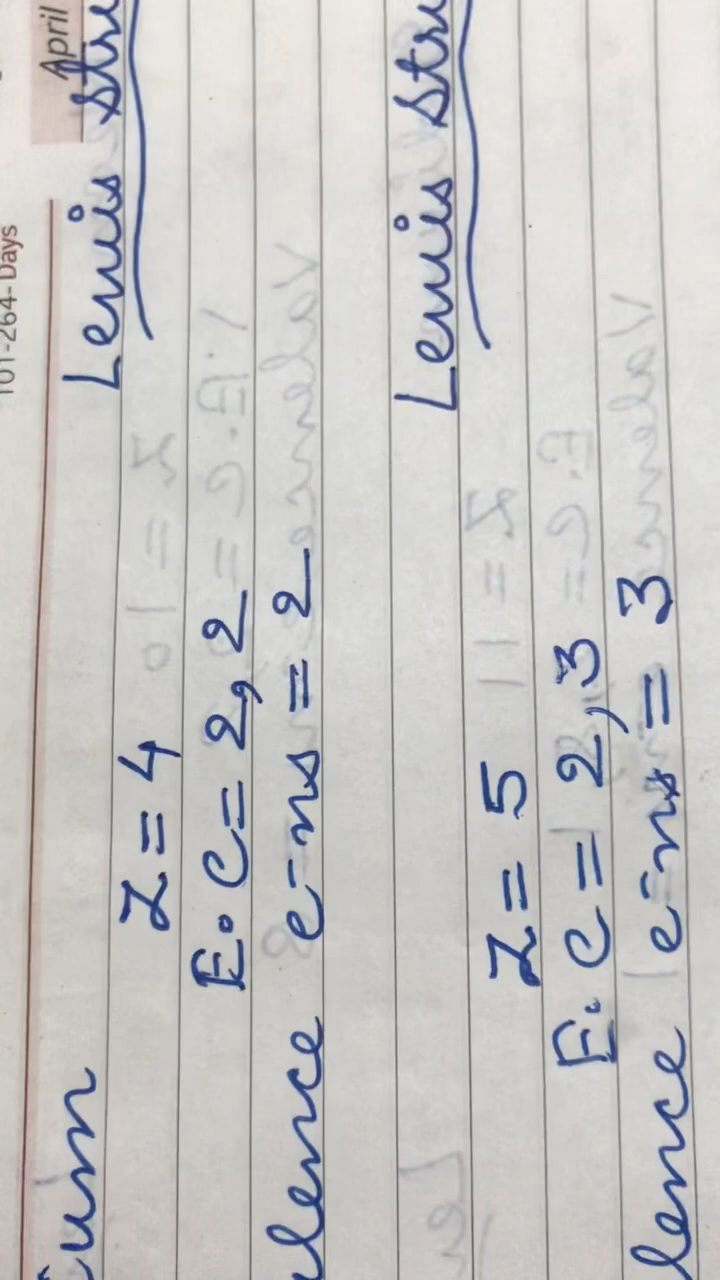 April
101-264-Days
ium
Lewis stru
Z = 4
E.C = 2, 2
alence e⁻ns = 2
Lewis stru
Z = 5
E.C = 2, 3
lence e⁻ns = 3